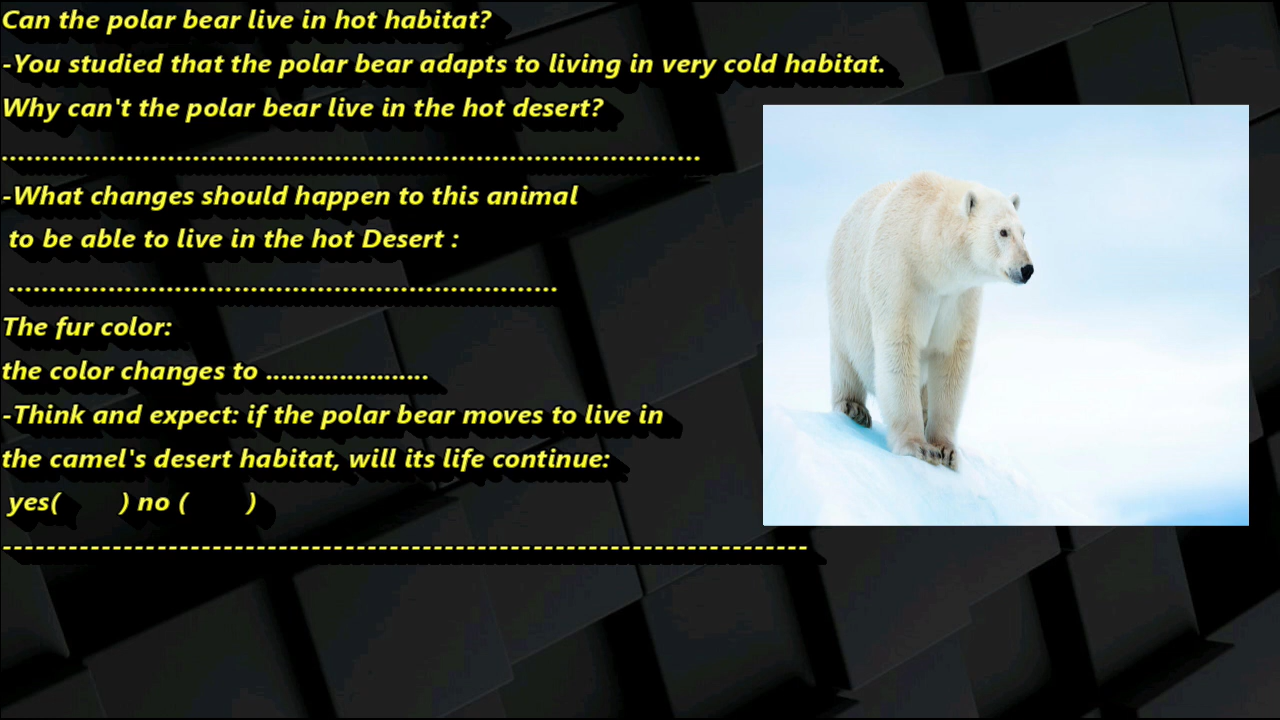 Can the polar bear live in hot habitat?
-You studied that the polar bear adapts to living in very cold habitat.
Why can't the polar bear live in the hot desert?
.......................................................................................
-What changes should happen to this animal
to be able to live in the hot Desert :
....................................................................
The fur color:
the color changes to ......................
-Think and expect: if the polar bear moves to live in
the camel's desert habitat, will its life continue:
yes(        ) no (        )
--------------------------------------------------------------------------